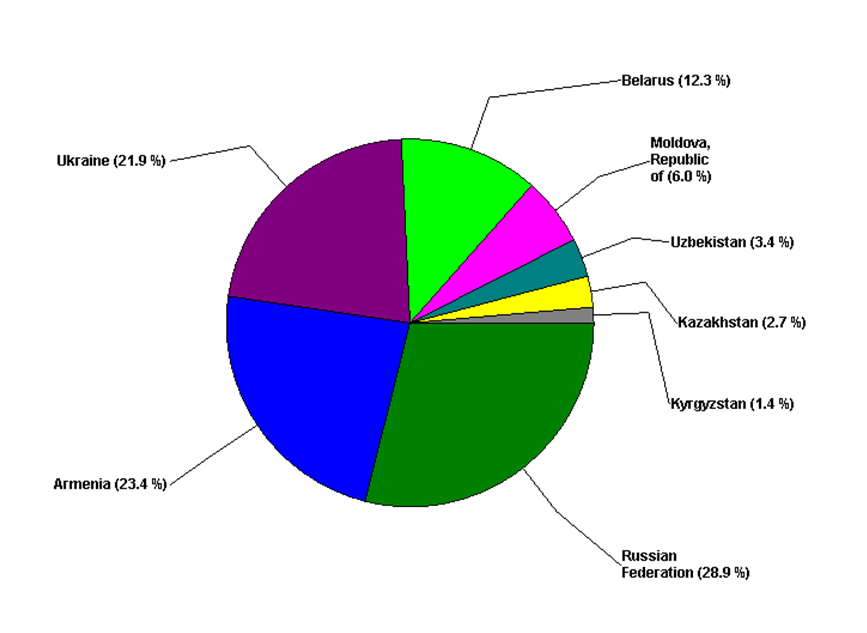 Belarus (12.3 %)
Moldova,
Republic
of (6.0 %)
Ukraine (21.9 %)
Uzbekistan (3.4 %)
Kazakhstan (2.7 %)
Kyrgyzstan (1.4 %)
Armenia (23.4 %)
Russian
Federation (28.9 %)